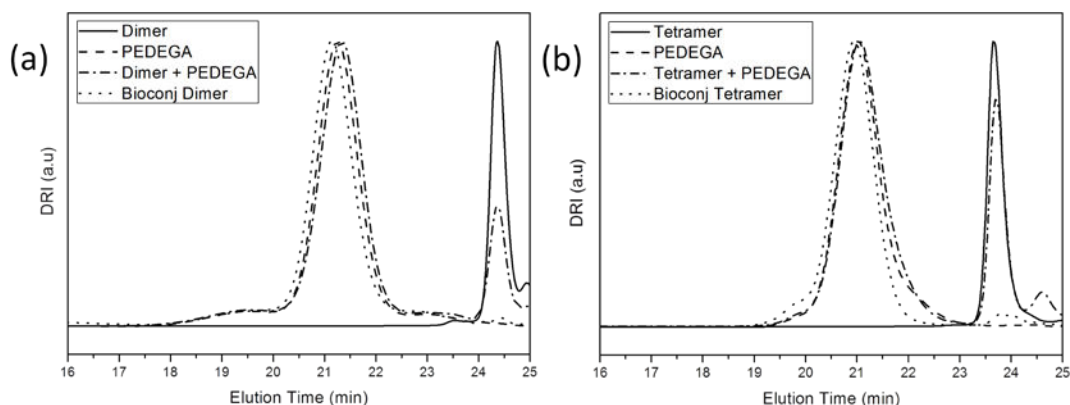 (a)
Dimer
PEDEGA
Dimer + PEDEGA
Bioconj Dimer
DRI (a.u)
16 17 18 19 20 21 22 23 24 25
Elution Time (min)
(b)
Tetramer
PEDEGA
Tetramer + PEDEGA
Bioconj Tetramer
DRI (a.u)
16 17 18 19 20 21 22 23 24 25
Elution Time (min)